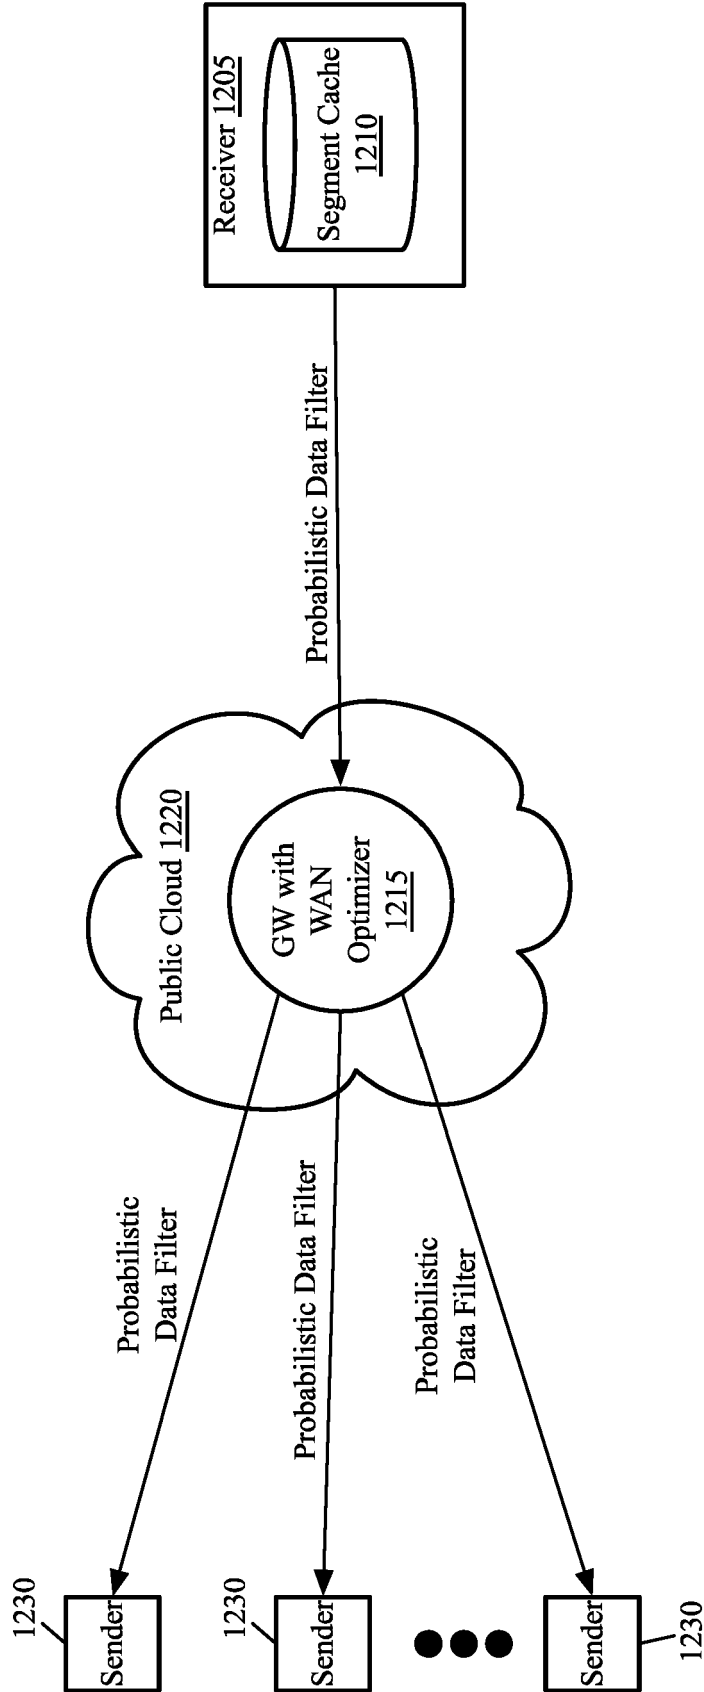 1230
Sender
1230
Sender
1230
Sender
Probabilistic
Data Filter
Probabilistic Data Filter
Probabilistic
Data Filter
Public Cloud 1220
GW with
WAN
Optimizer
1215
Probabilistic Data Filter
Receiver 1205
Segment Cache
1210